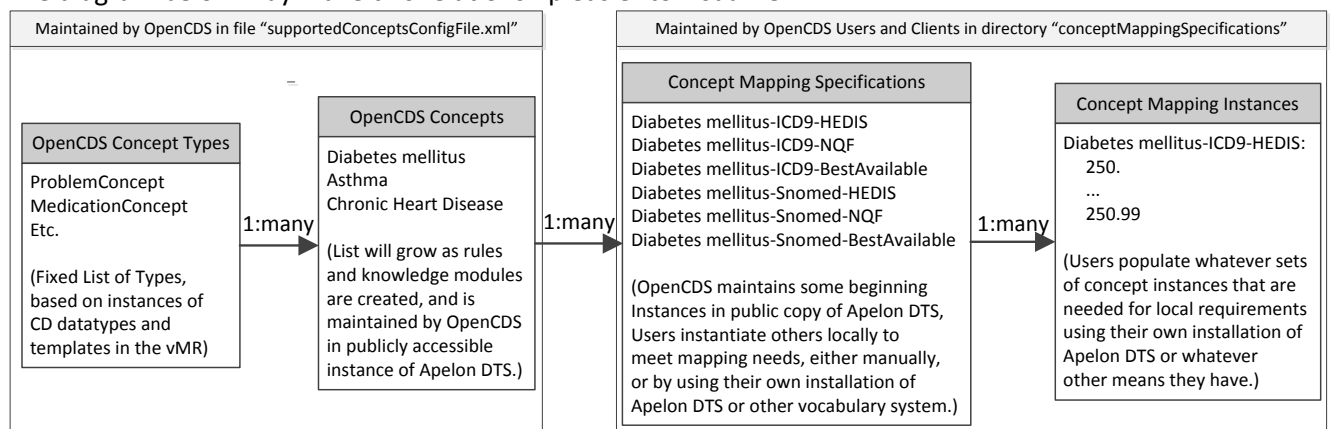 Maintained by OpenCDS in file “supportedConceptsConfigFile.xml”
OpenCDS Concept Types
ProblemConcept
MedicationConcept
Etc.
(Fixed List of Types,
based on instances of
CD datatypes and
templates in the vMR)
1:many
OpenCDS Concepts
Diabetes mellitus
Asthma
Chronic Heart Disease
(List will grow as rules
and knowledge modules
are created, and is
maintained by OpenCDS
in publicly accessible
instance of Apelon DTS.)
1:many
Maintained by OpenCDS Users and Clients in directory “conceptMappingSpecifications”
Concept Mapping Specifications
Diabetes mellitus-ICD9-HEDIS
Diabetes mellitus-ICD9-NQF
Diabetes mellitus-ICD9-BestAvailable
Diabetes mellitus-Snomed-HEDIS
Diabetes mellitus-Snomed-NQF
Diabetes mellitus-Snomed-BestAvailable
(OpenCDS maintains some beginning
Instances in public copy of Apelon DTS,
Users instantiate others locally to
meet mapping needs, either manually,
or by using their own installation of
Apelon DTS or other vocabulary system.)
1:many
Concept Mapping Instances
Diabetes mellitus-ICD9-HEDIS:
250.
...
250.99
(Users populate whatever sets
of concept instances that are
needed for local requirements
using their own installation of
Apelon DTS or whatever
other means they have.)